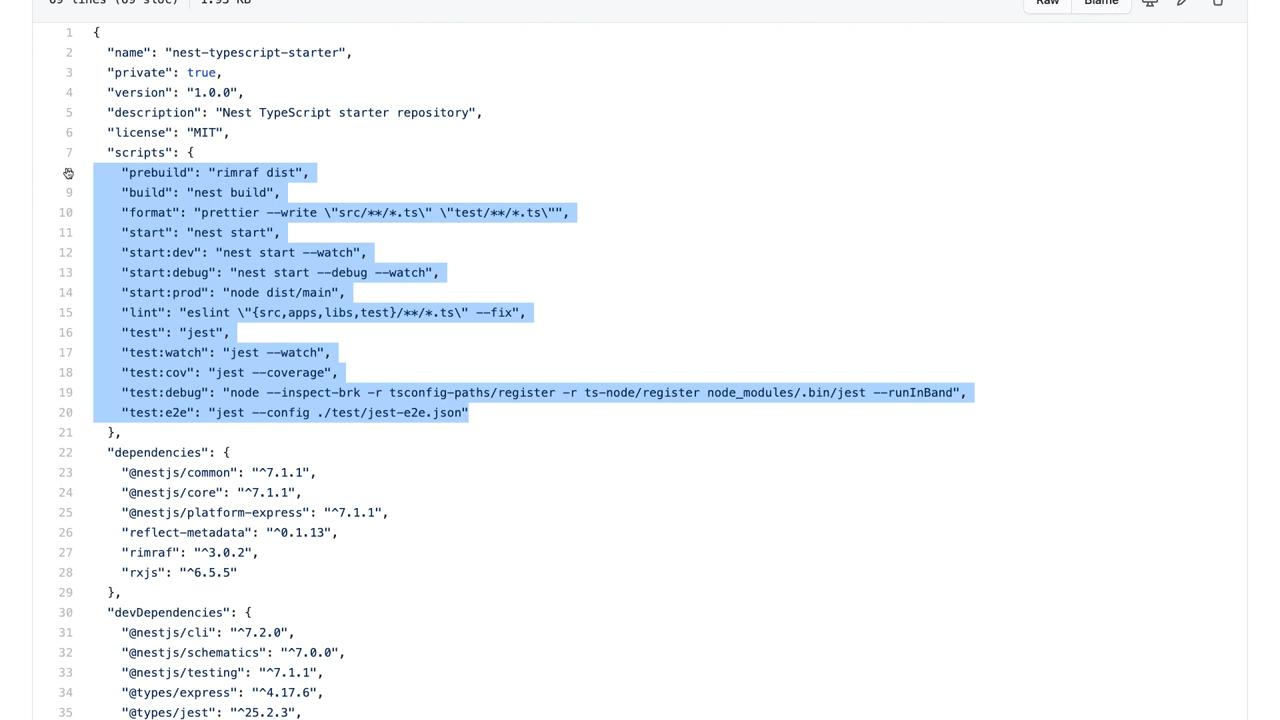 69 lines (69 sloc) 1.93 KB
Raw Blame
1 {
2 "name": "nest-typescript-starter",
3 "private": true,
4 "version": "1.0.0",
5 "description": "Nest TypeScript starter repository",
6 "license": "MIT",
7 "scripts": {
"prebuild": "rimraf dist",
9 "build": "nest build",
10 "format": "prettier --write \"src/**/*.ts\" \"test/**/*.ts\"",
11 "start": "nest start",
12 "start:dev": "nest start --watch",
13 "start:debug": "nest start --debug --watch",
14 "start:prod": "node dist/main",
15 "lint": "eslint \"{src,apps,libs,test}/**/*.ts\" --fix",
16 "test": "jest",
17 "test:watch": "jest --watch",
18 "test:cov": "jest --coverage",
19 "test:debug": "node --inspect-brk -r tsconfig-paths/register -r ts-node/register node_modules/.bin/jest --runInBand",
20 "test:e2e": "jest --config ./test/jest-e2e.json"
21 },
22 "dependencies": {
23 "@nestjs/common": "^7.1.1",
24 "@nestjs/core": "^7.1.1",
25 "@nestjs/platform-express": "^7.1.1",
26 "reflect-metadata": "^0.1.13",
27 "rimraf": "^3.0.2",
28 "rxjs": "^6.5.5"
29 },
30 "devDependencies": {
31 "@nestjs/cli": "^7.2.0",
32 "@nestjs/schematics": "^7.0.0",
33 "@nestjs/testing": "^7.1.1",
34 "@types/express": "^4.17.6",
35 "@types/jest": "^25.2.3",